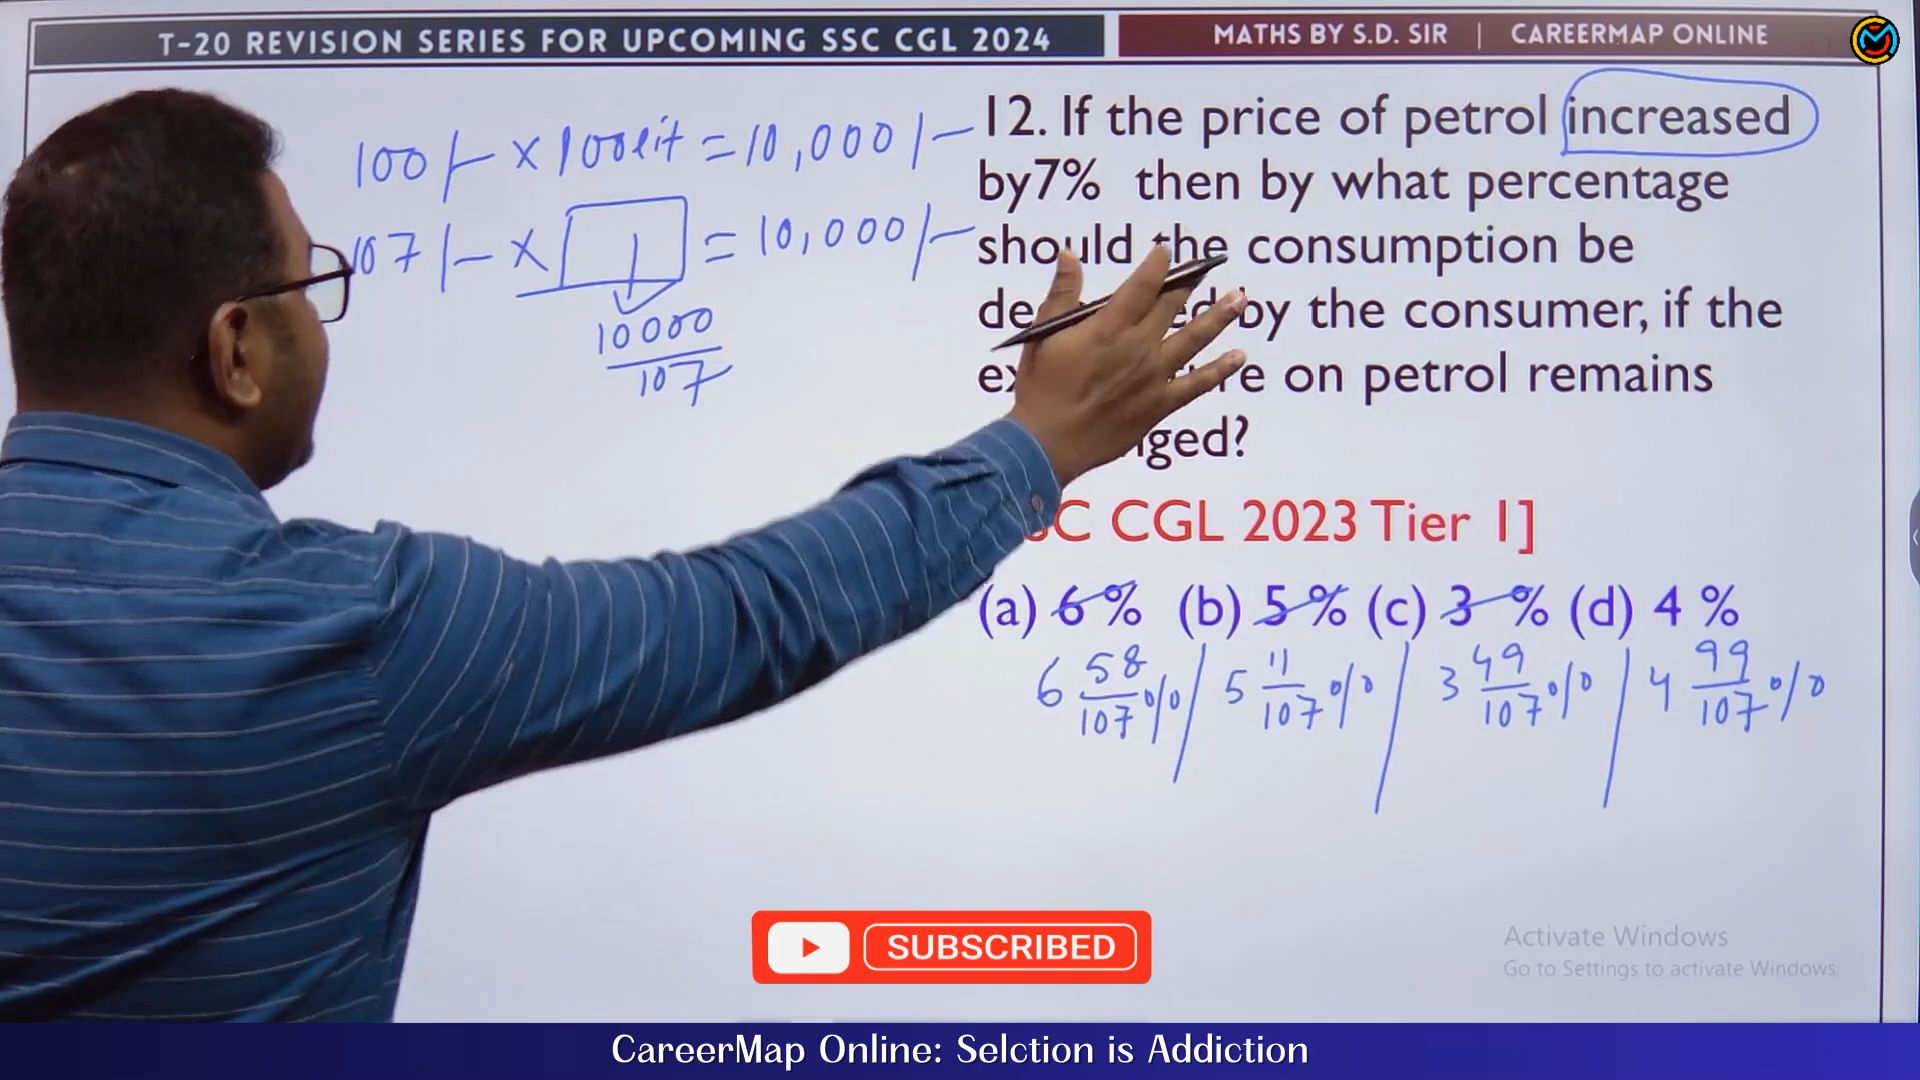 T-20 REVISION SERIES FOR UPCOMING SSC CGL 2024
MATHS BY S.D. SIR | CAREERMAP ONLINE
100/- × 100lit = 10,000/-
107/- × = 10,000/-
10000
107
12. If the price of petrol increased
by7% then by what percentage
should the consumption be
by the consumer, if the
on petrol remains
CGL 2023 Tier 1]
(a) 6 % (b) 5 % (c) 3 % (d) 4 %
6 58/107 % / 5 11/107 % / 3 49/107 % / 4 99/107 %
SUBSCRIBED
Activate Windows
Go to Settings to activate Windows.
CareerMap Online: Selction is Addiction